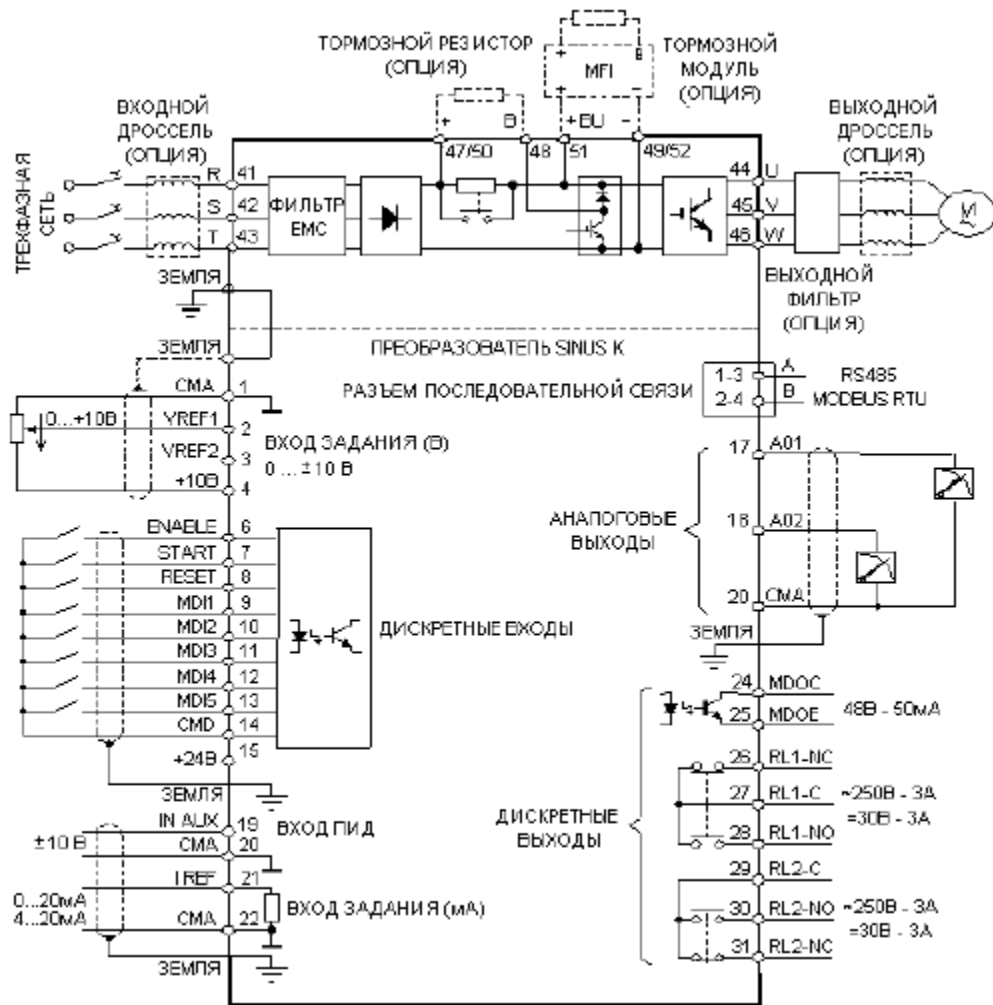 ТОРМОЗНОЙ РЕЗИСТОР
(ОПЦИЯ)
+ В
MFI
+ -
ТОРМОЗНОЙ
МОДУЛЬ
(ОПЦИЯ)
+ B
+ BU -
47/50 48 51 49/52
ВХОДНОЙ
ДРОССЕЛЬ
(ОПЦИЯ)
ВЫХОДНОЙ
ДРОССЕЛЬ
(ОПЦИЯ)
ТРЕХФАЗНАЯ
СЕТЬ
R 41
S 42
T 43
ФИЛЬТР
EMC
44 U
45 V
46 W
M
ВЫХОДНОЙ
ФИЛЬТР
(ОПЦИЯ)
ЗЕМЛЯ
ЗЕМЛЯ
ПРЕОБРАЗОВАТЕЛЬ SINUS K
РАЗЪЕМ ПОСЛЕДОВАТЕЛЬНОЙ СВЯЗИ
1-3 A
2-4 B
RS485
MODBUS RTU
CMA 1
0...+10В
VREF1 2
VREF2 3
+10В 4
ВХОД ЗАДАНИЯ (В)
0 ... ±10 В
17 A01
18 A02
20 CMA
АНАЛОГОВЫЕ
ВЫХОДЫ
ЗЕМЛЯ
ENABLE 6
START 7
RESET 8
MDI1 9
MDI2 10
MDI3 11
MDI4 12
MDI5 13
CMD 14
+24В 15
ДИСКРЕТНЫЕ ВХОДЫ
ЗЕМЛЯ
24 MDOC
25 MDOE
48В - 50мА
26 RL1-NC
27 RL1-C
28 RL1-NO
~250В - 3А
=30В - 3А
29 RL2-C
30 RL2-NO
31 RL2-NC
~250В - 3А
=30В - 3А
ДИСКРЕТНЫЕ
ВЫХОДЫ
±10 В
IN AUX 19
CMA 20
ВХОД ПИД
0...20мА
4...20мА
I REF 21
CMA 22
ВХОД ЗАДАНИЯ (мА)
ЗЕМЛЯ